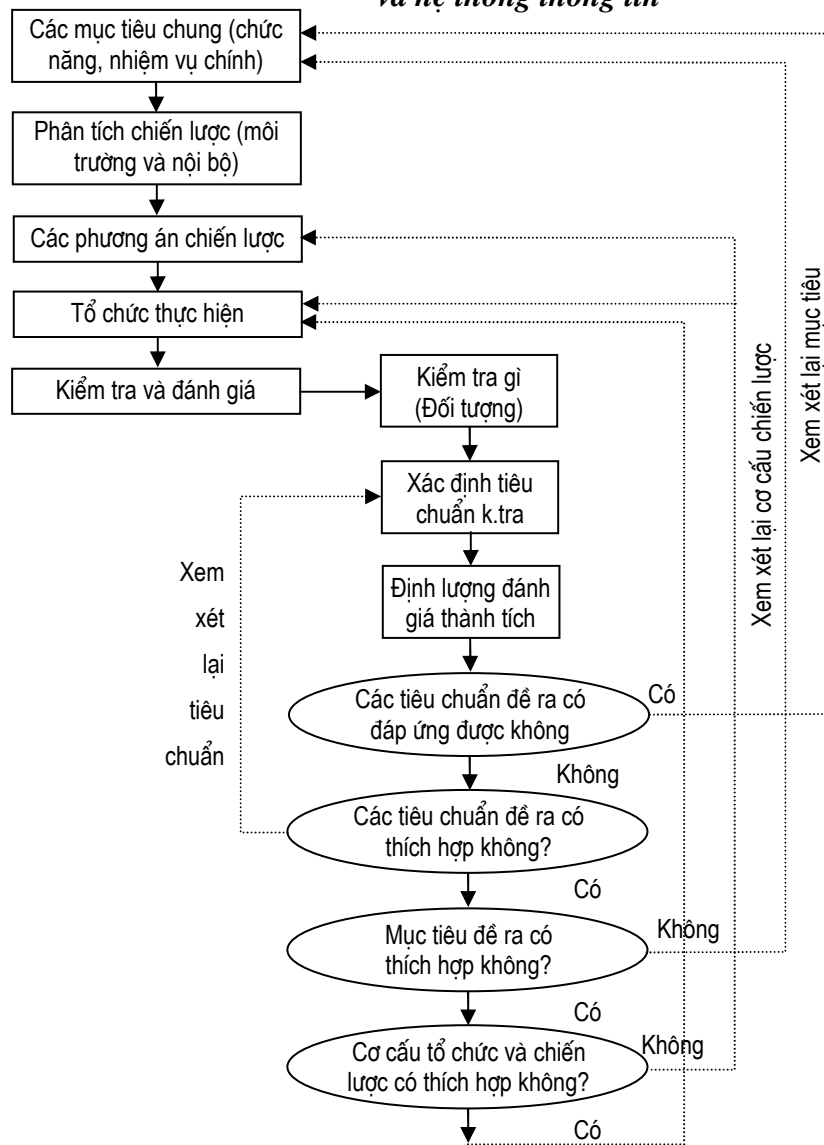 và hệ thống thông tin
Các mục tiêu chung (chức
năng, nhiệm vụ chính)
Phân tích chiến lược (môi
trường và nội bộ)
Các phương án chiến lược
Tổ chức thực hiện
Kiểm tra và đánh giá
Kiểm tra gì
(Đối tượng)
Xác định tiêu
chuẩn k.tra
Định lượng đánh
giá thành tích
Xem
xét
lại
tiêu
chuẩn
Các tiêu chuẩn đề ra có
đáp ứng được không
Có
Không
Các tiêu chuẩn đề ra có
thích hợp không?
Có
Mục tiêu đề ra có
thích hợp không?
Không
Có
Cơ cấu tổ chức và chiến
lược có thích hợp không?
Không
Có
Xem xét lại cơ cấu chiến lược
Xem xét lại mục tiêu